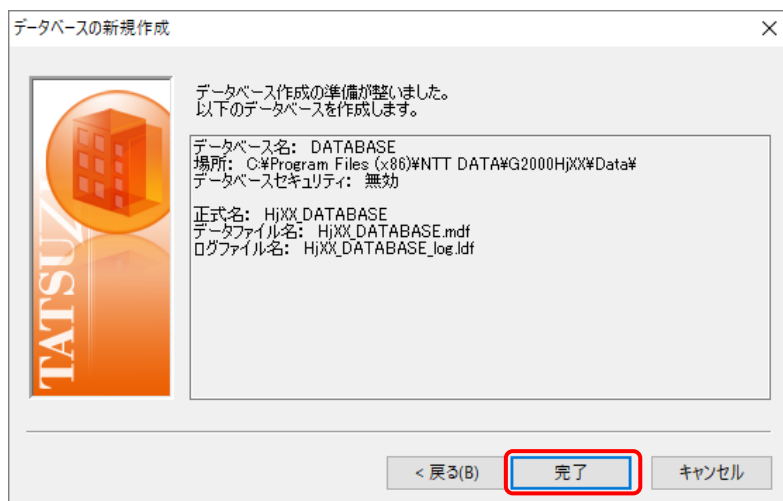 データベースの新規作成
データベース作成の準備が整いました。
以下のデータベースを作成します。
データベース名: DATABASE
場所: C:¥Program Files (x86)¥NTT DATA¥G2000HjXX¥Data¥
データベースセキュリティ: 無効
正式名: HjXX_DATABASE
データファイル名: HjXX_DATABASE.mdf
ログファイル名: HjXX_DATABASE_log.ldf
TATSUZ
< 戻る(B)
完了
キャンセル